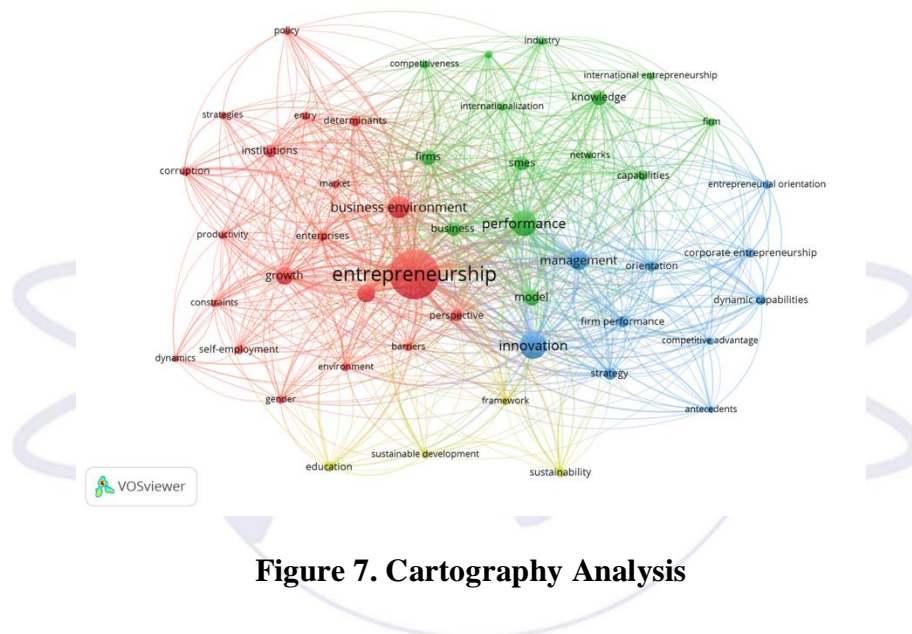 policy
industry
competitiveness
international entrepreneurship
knowledge
internationalization
strategies
entry
determinants
firm
institutions
firms
smes
networks
corruption
market
capabilities
entrepreneurial orientation
business environment
performance
business
productivity
enterprises
management
corporate entrepreneurship
orientation
entrepreneurship
growth
model
dynamic capabilities
constraints
perspective
firm performance
self-employment
barriers
innovation
competitive advantage
dynamics
environment
strategy
gender
framework
antecedents
sustainable development
education
sustainability
VOSviewer
Figure 7. Cartography Analysis